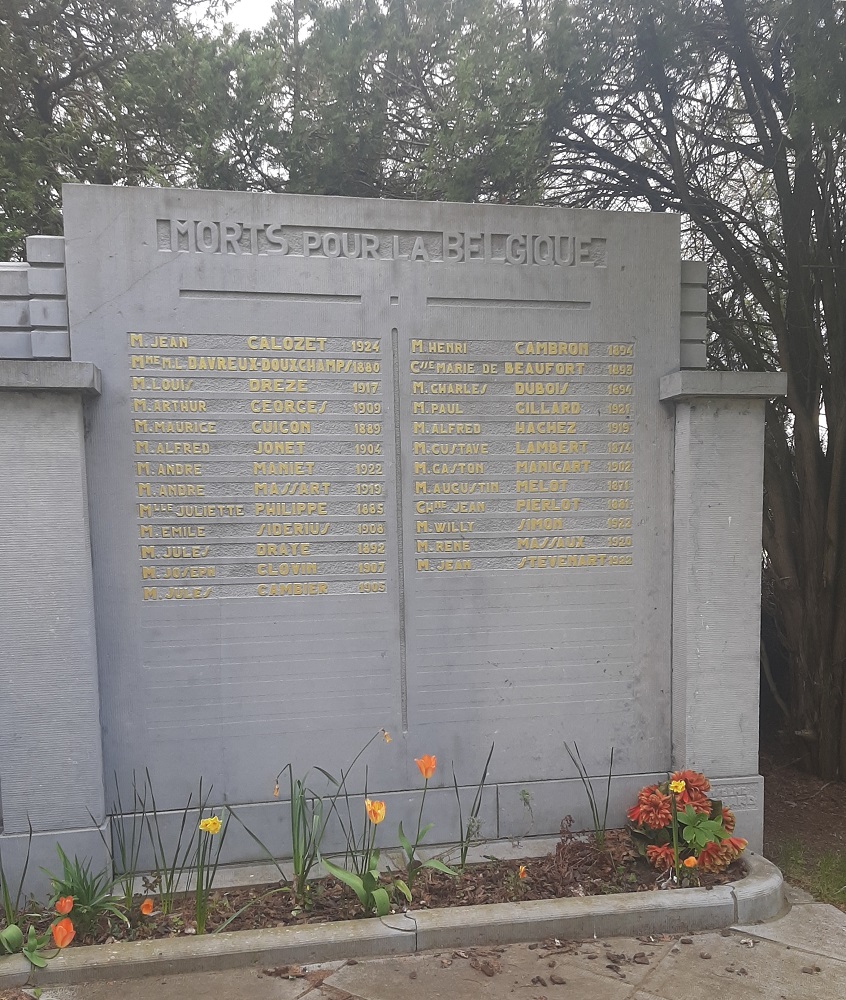 MORTS POUR LA BELGIQUE
M. JEAN CALOZET 1924
MME M.L. DAVREUX-DOUXCHAMPS 1880
M. LOUIS DREZE 1917
M. ARTHUR GEORGES 1909
M. MAURICE GUIGON 1889
M. ALFRED JONET 1904
M. ANDRE MANIET 1922
M. ANDRE MASSART 1919
MLLE JULIETTE PHILIPPE 1885
M. EMILE SIDERIUS 1908
M. JULES DRAYE 1892
M. JOSEPH GLOVIN 1907
M. JULES CAMBIER 1905
M. HENRI CAMBRON 1894
CSSE MARIE DE BEAUFORT 1893
M. CHARLES DUBOIS 1894
M. PAUL GILLARD 1921
M. ALFRED HACHEZ 1919
M. GUSTAVE LAMBERT 1874
M. GASTON MANIGART 1902
M. AUGUSTIN MELOT 1871
CHNE JEAN PIERLOT 1881
M. WILLY SIMON 1922
M. RENE MASSAUX 1920
M. JEAN STEVENART